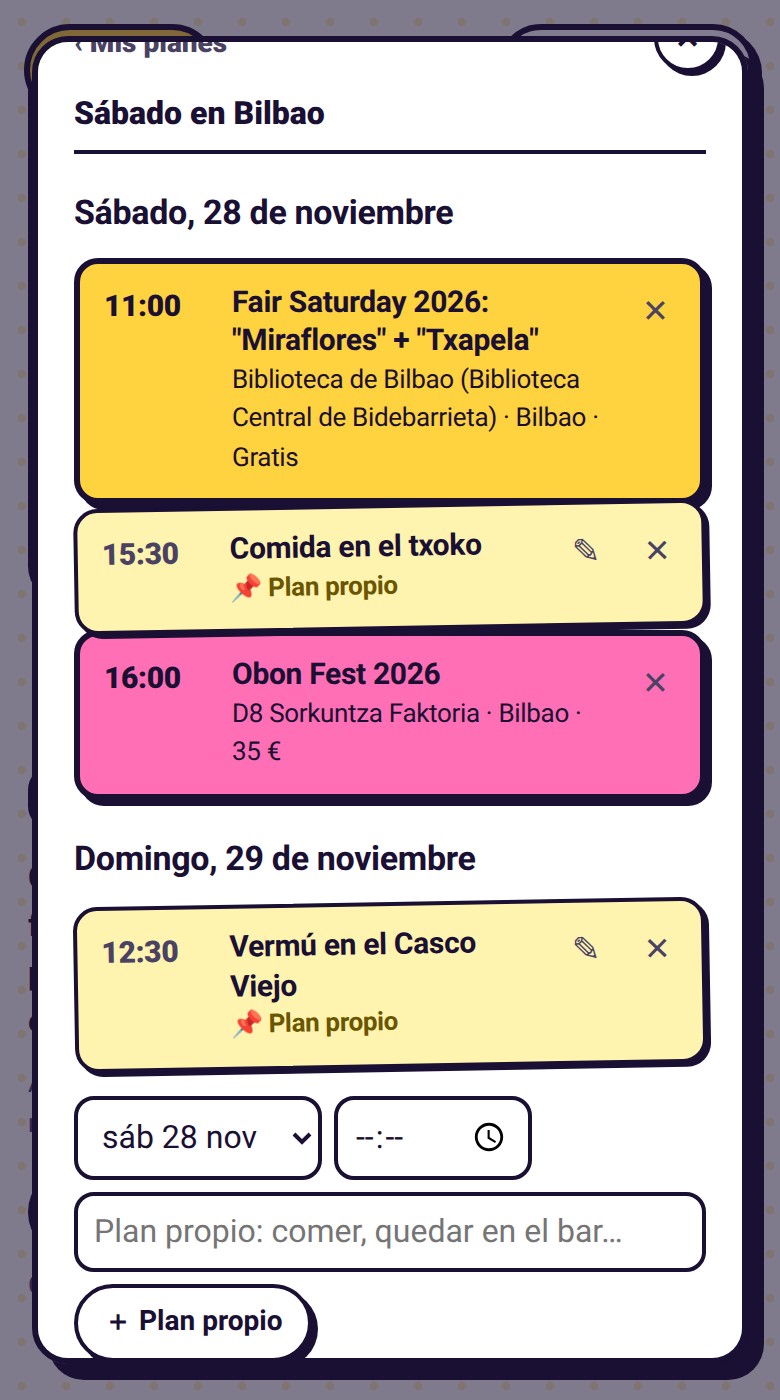 ‹ Mis planes
Sábado en Bilbao
Sábado, 28 de noviembre
11:00
Fair Saturday 2026:
"Miraflores" + "Txapela"
Biblioteca de Bilbao (Biblioteca
Central de Bidebarrieta) · Bilbao ·
Gratis
15:30
Comida en el txoko
📌 Plan propio
16:00
Obon Fest 2026
D8 Sorkuntza Faktoria · Bilbao ·
35 €
Domingo, 29 de noviembre
12:30
Vermú en el Casco
Viejo
📌 Plan propio
sáb 28 nov
--:--
Plan propio: comer, quedar en el bar…
+ Plan propio